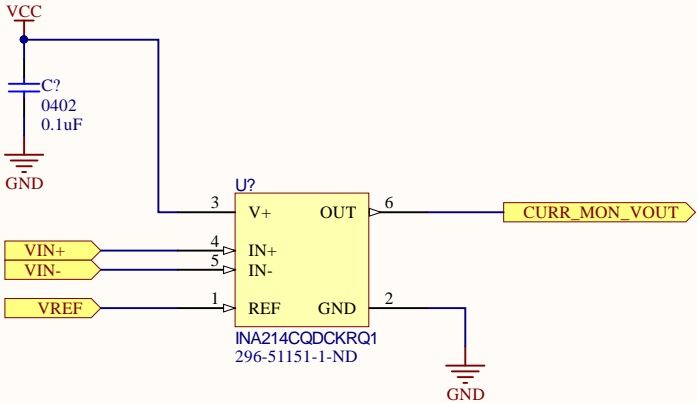 VCC
C?
0402
0.1uF
GND
U?
3 V+ OUT 6 CURR_MON_VOUT
VIN+ 4 IN+
VIN- 5 IN-
VREF 1 REF GND 2
INA214CQDCKRQ1
296-51151-1-ND
GND